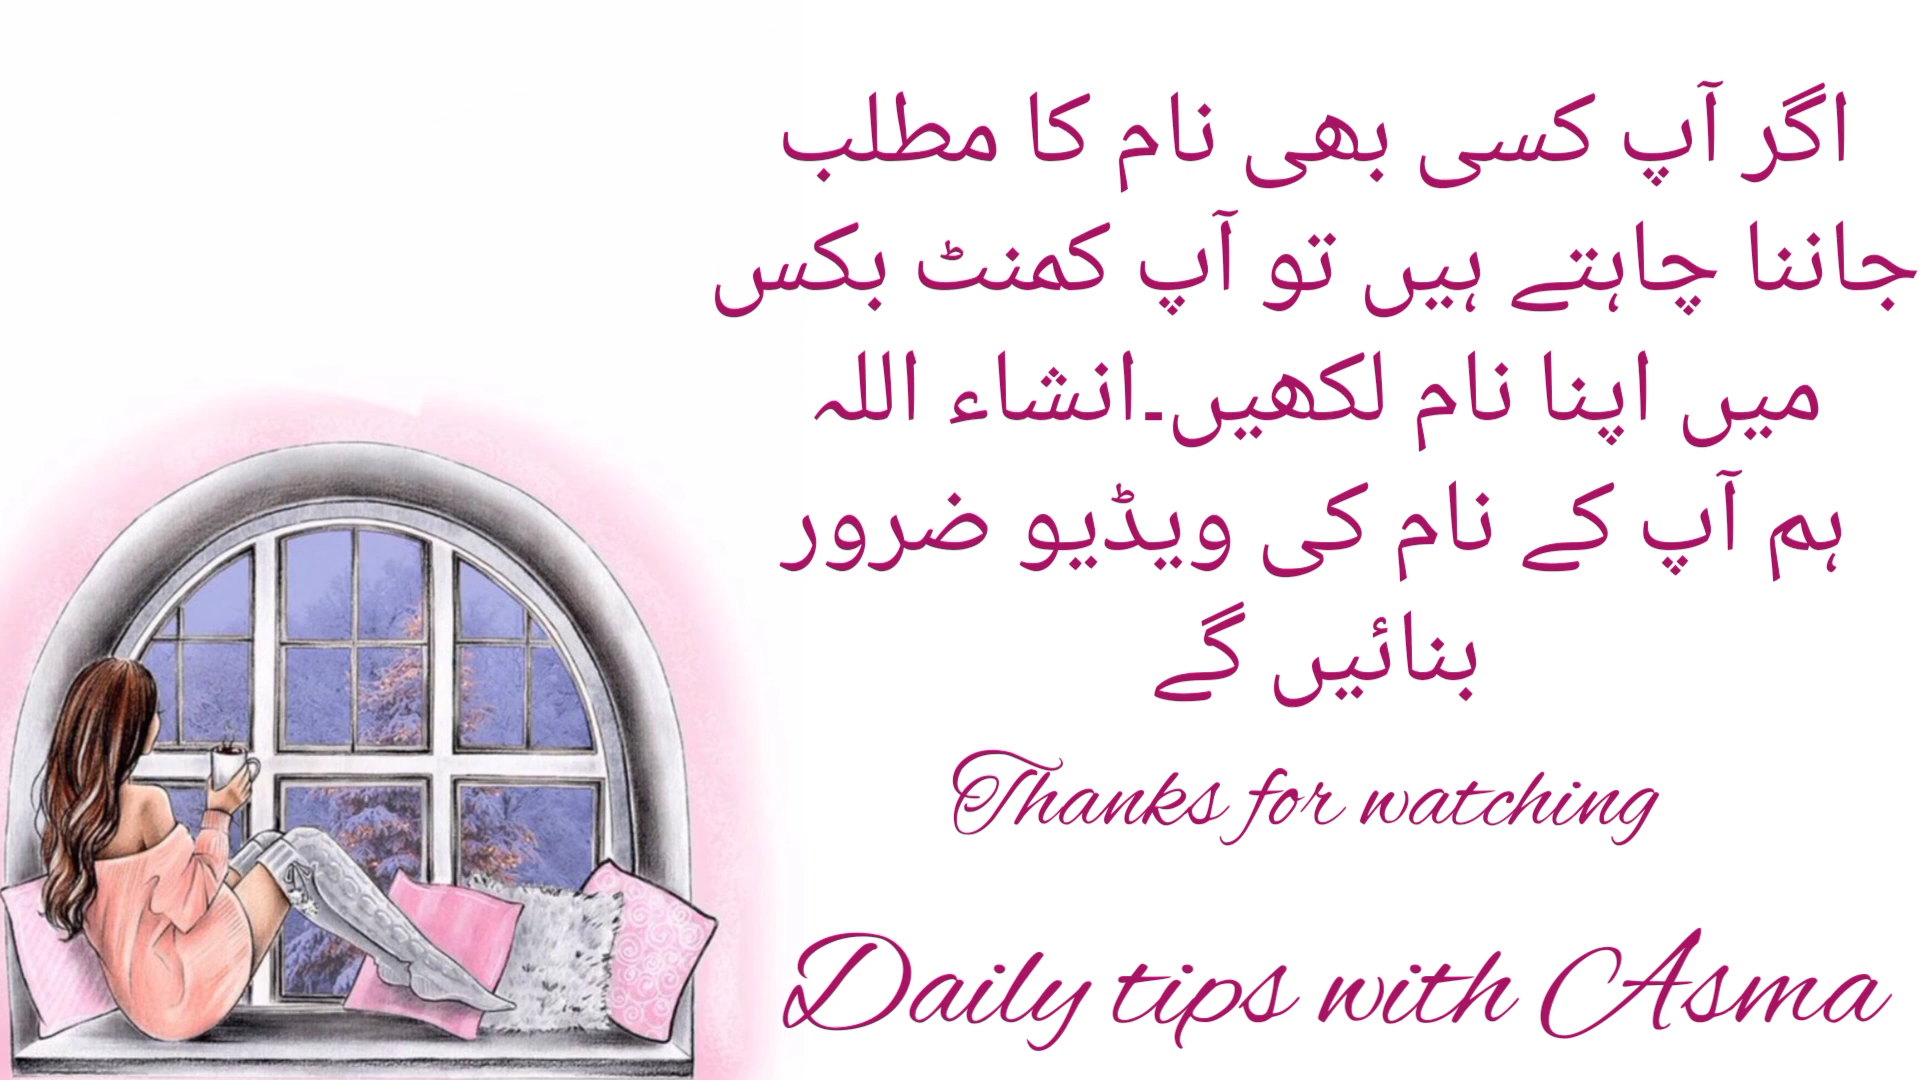 اگر آپ کسی بھی نام کا مطلب
جاننا چاہتے ہیں تو آپ کمنٹ بکس
میں اپنا نام لکھیں۔انشاء اللہ
ہم آپ کے نام کی ویڈیو ضرور
بنائیں گے
Thanks for watching
Daily tips with Asma